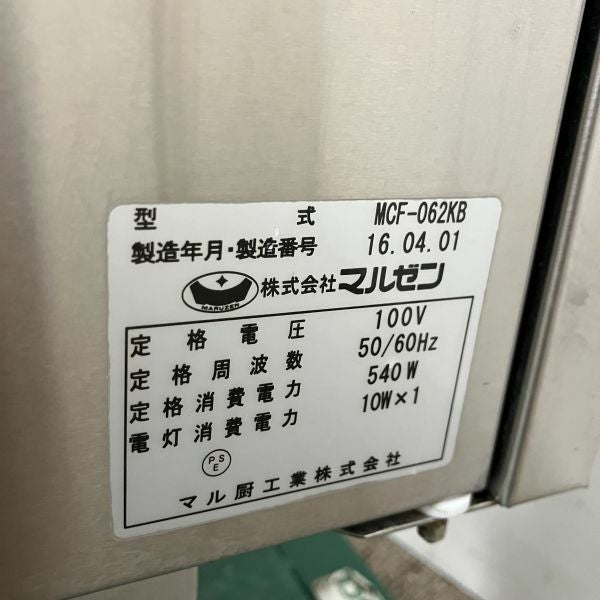 型 式 MCF-062KB
製造年月・製造番号 16.04.01
MARUZEN 株式会社マルゼン
定格電圧 100V
定格周波数 50/60Hz
定格消費電力 540W
電灯消費電力 10W×1
PSE
マル厨工業株式会社